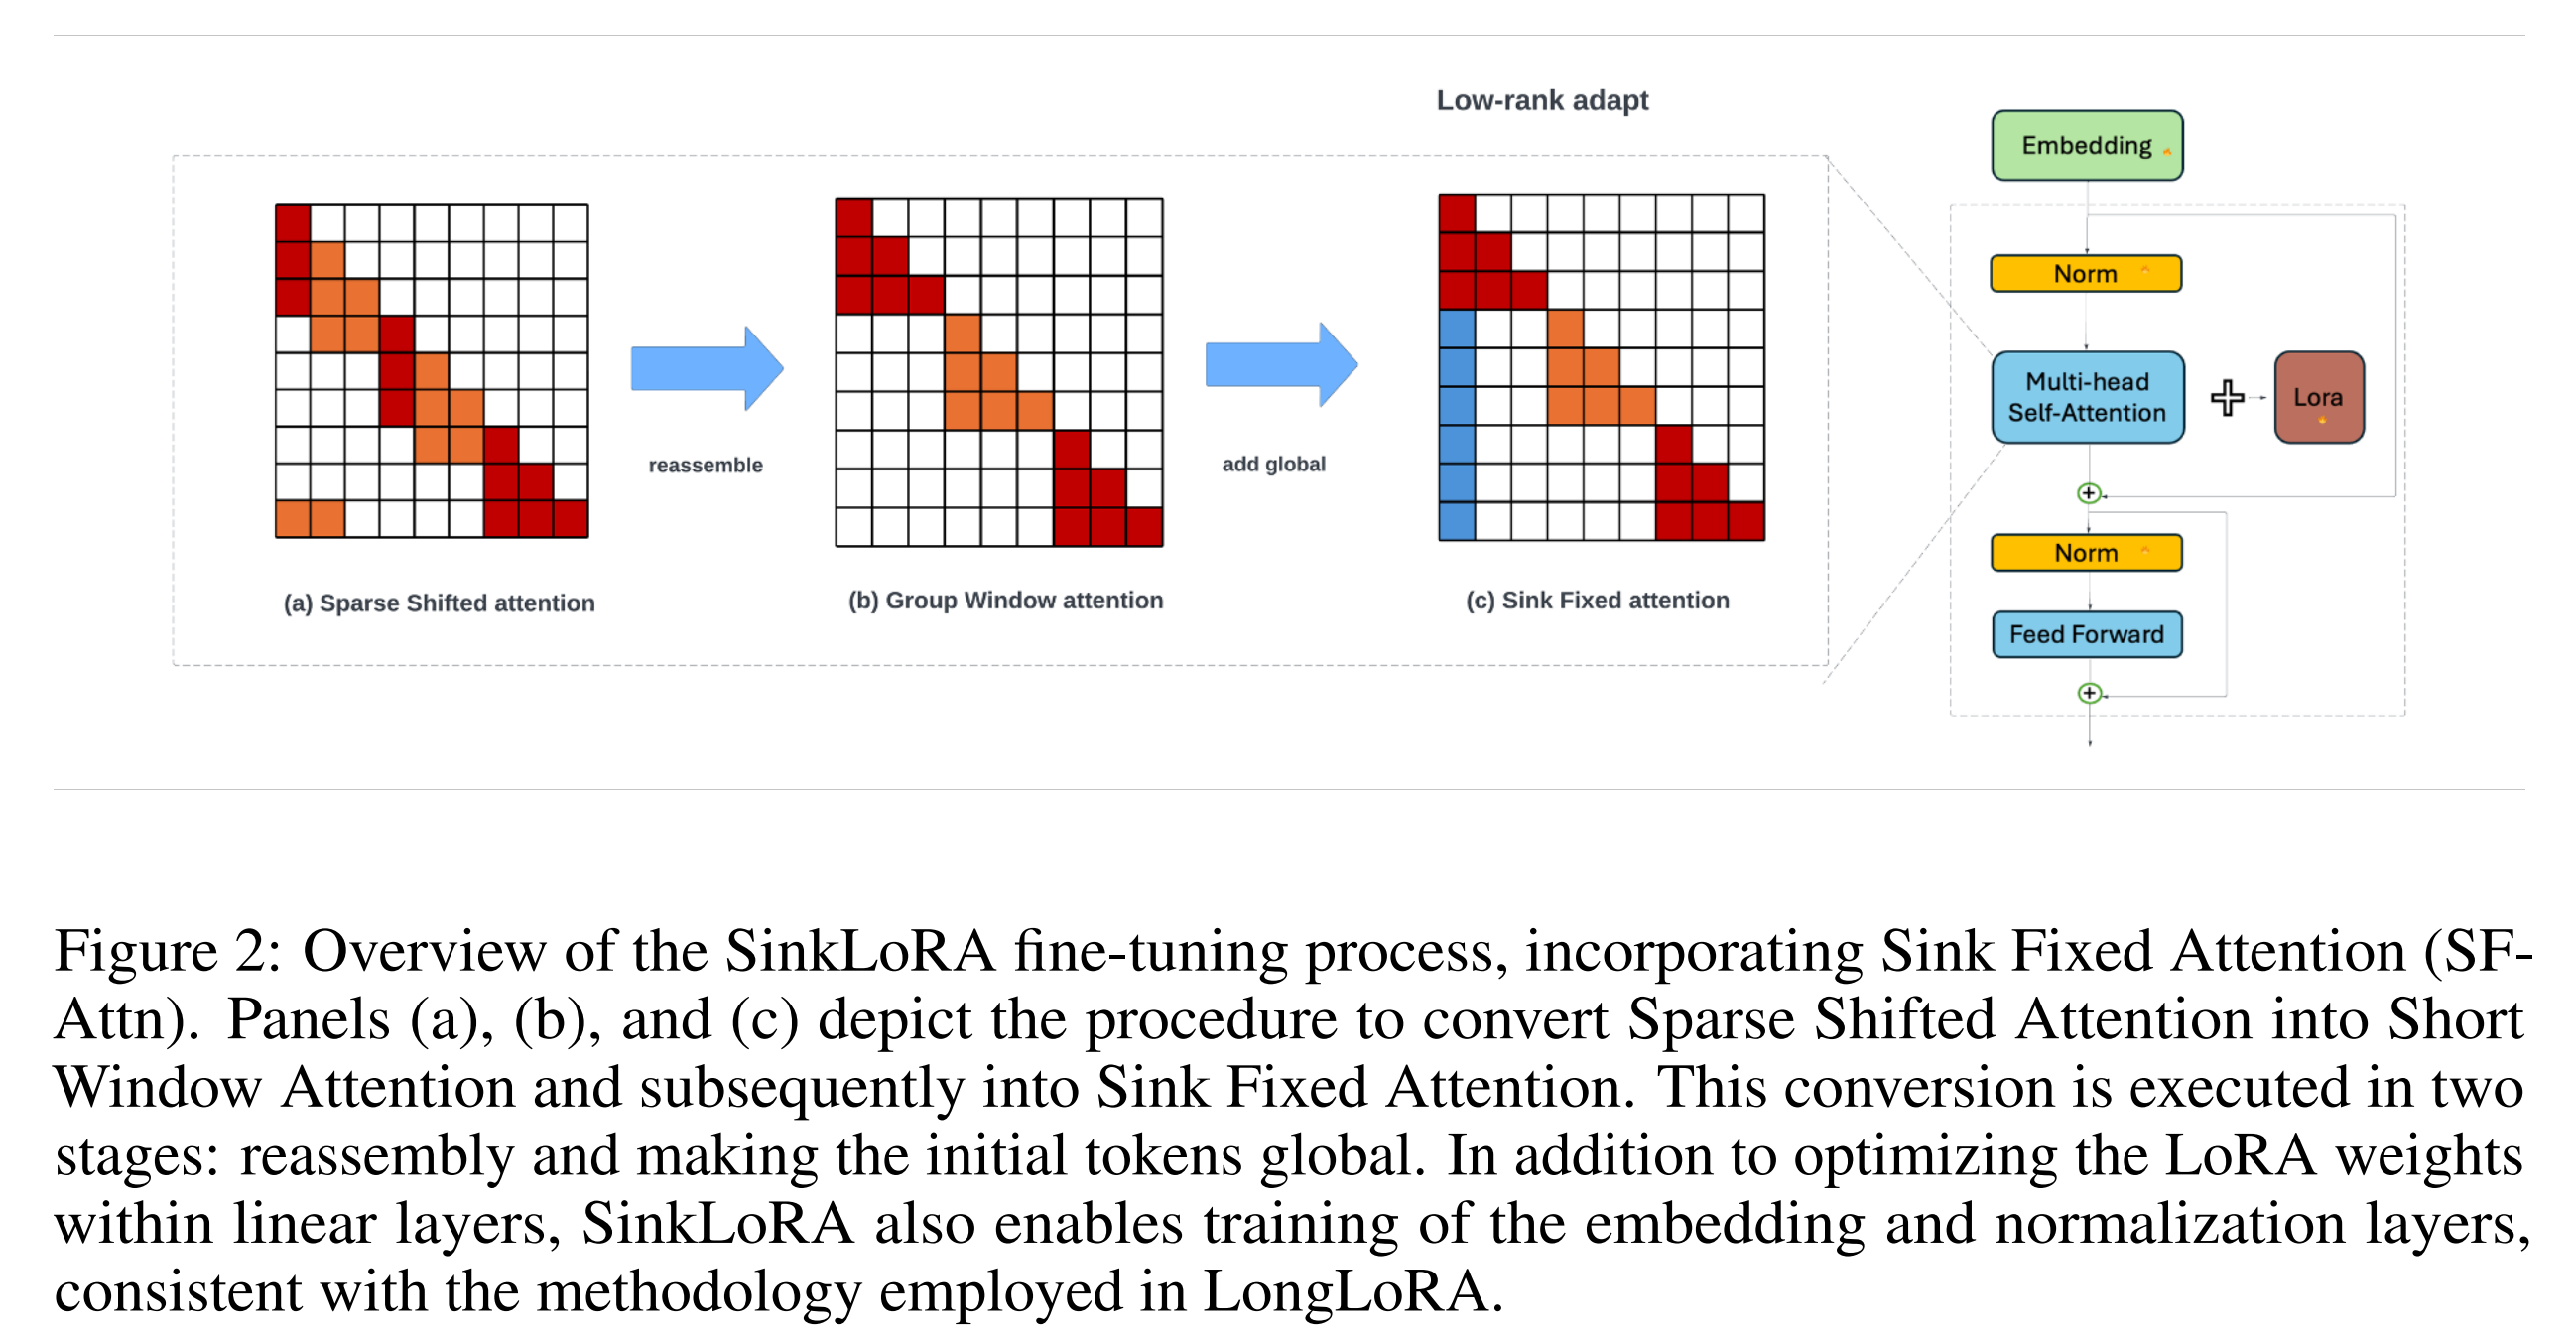 Low-rank adapt
reassemble
add global
(a) Sparse Shifted attention
(b) Group Window attention
(c) Sink Fixed attention
Embedding
Norm
Multi-head
Self-Attention
Lora
Norm
Feed Forward
Figure 2: Overview of the SinkLoRA fine-tuning process, incorporating Sink Fixed Attention (SF-
Attn). Panels (a), (b), and (c) depict the procedure to convert Sparse Shifted Attention into Short
Window Attention and subsequently into Sink Fixed Attention. This conversion is executed in two
stages: reassembly and making the initial tokens global. In addition to optimizing the LoRA weights
within linear layers, SinkLoRA also enables training of the embedding and normalization layers,
consistent with the methodology employed in LongLoRA.